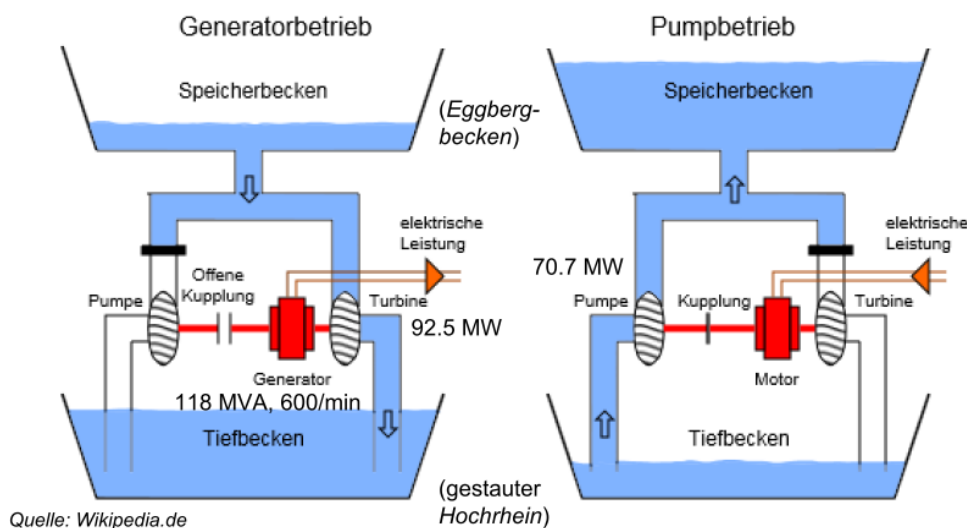 Generatorbetrieb
Speicherbecken
(Eggberg-
becken)
elektrische
Leistung
Offene
Kupplung
Pumpe
Turbine
92.5 MW
Generator
118 MVA, 600/min
Tiefbecken
(gestauter
Hochrhein)
Quelle: Wikipedia.de
Pumpbetrieb
Speicherbecken
elektrische
Leistung
70.7 MW
Pumpe
Kupplung
Turbine
Motor
Tiefbecken